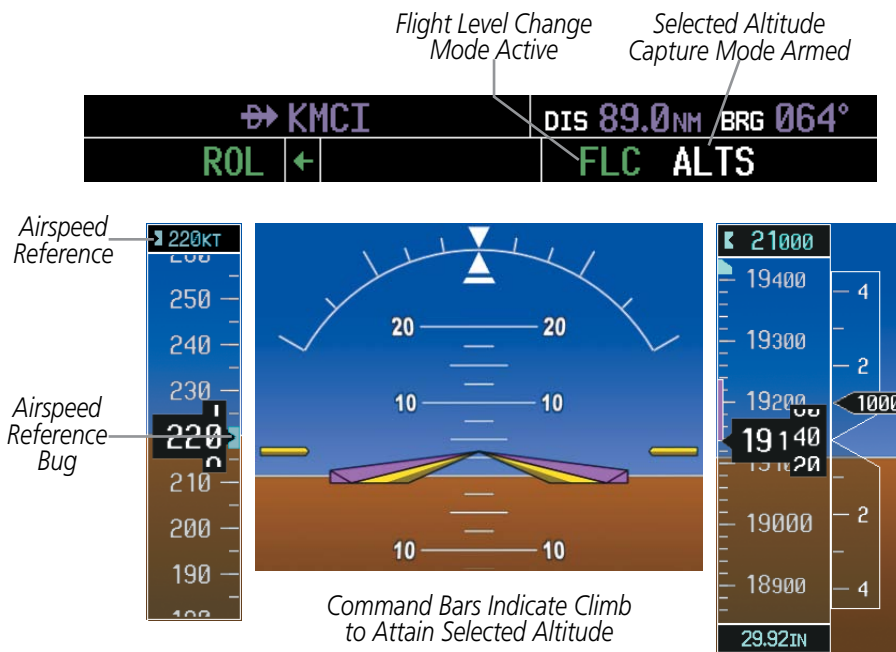 Flight Level Change
Mode Active
Selected Altitude
Capture Mode Armed
KMCI
DIS 89.0NM BRG 064°
ROL
FLC ALTS
Airspeed
Reference
220KT
250
240
230
220
210
200
190
Airspeed
Reference
Bug
20 20
10 10
10 10
21000
19400
19300
19200
19140
20
19000
18900
29.92IN
4
2
1000
2
4
Command Bars Indicate Climb
to Attain Selected Altitude